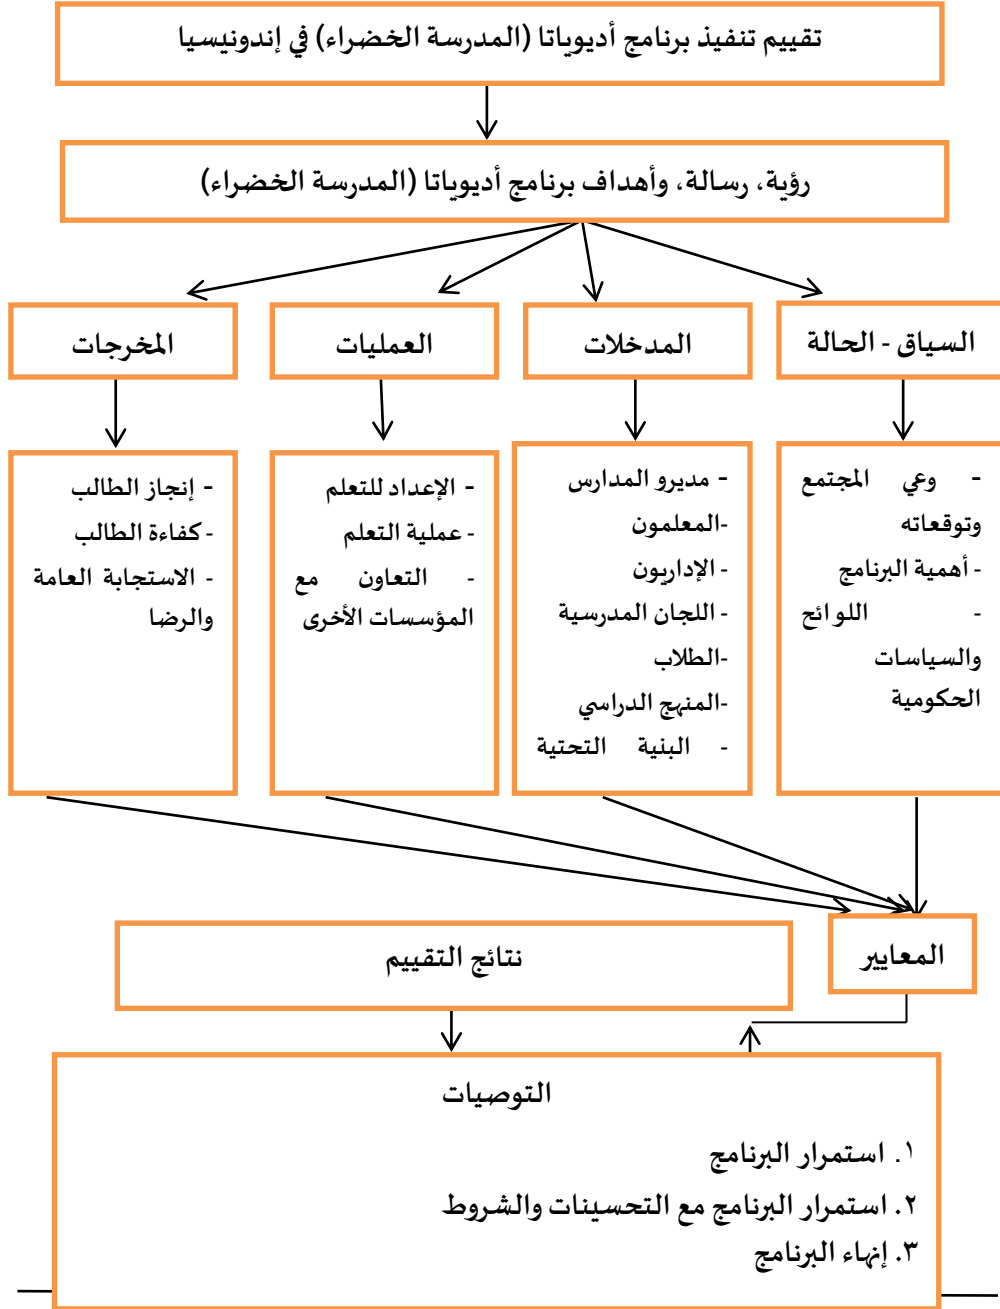 تقييم تنفيذ برنامج أديوياتا (المدرسة الخضراء) في إندونيسيا
رؤية، رسالة، وأهداف برنامج أديوياتا (المدرسة الخضراء)
السياق - الحالة
المدخلات
العمليات
المخرجات
- وعي المجتمع
وتوقعاته
- أهمية البرنامج
- اللوائح
والسياسات
الحكومية
- مديرو المدارس
-المعلمون
- الإداريون
- اللجان المدرسية
-الطلاب
-المنهج الدراسي
- البنية التحتية
- الإعداد للتعلم
- عملية التعلم
- التعاون مع
المؤسسات الأخرى
- إنجاز الطالب
- كفاءة الطالب
- الاستجابة العامة
والرضا
المعايير
نتائج التقييم
التوصيات
١. استمرار البرنامج
٢. استمرار البرنامج مع التحسينات والشروط
٣. إنهاء البرنامج